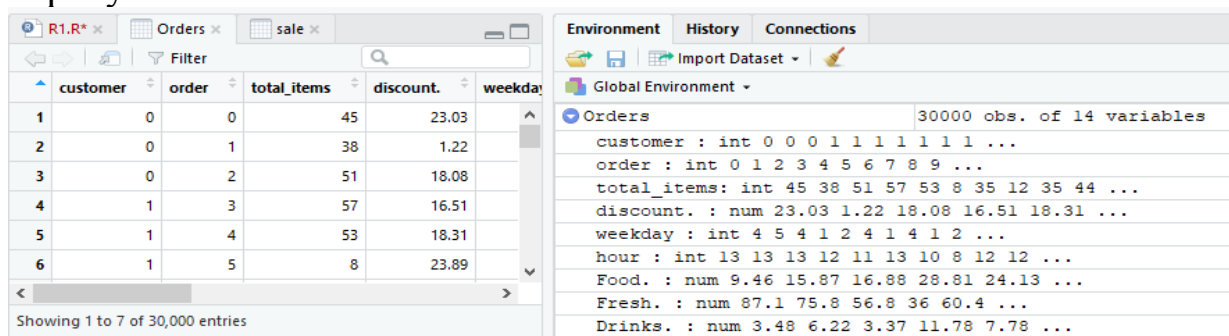 R1.R* × Orders × sale ×
Filter
customer order total_items discount. weekday
1 0 0 45 23.03
2 0 1 38 1.22
3 0 2 51 18.08
4 1 3 57 16.51
5 1 4 53 18.31
6 1 5 8 23.89
Showing 1 to 7 of 30,000 entries
Environment History Connections
Import Dataset
Global Environment
Orders 30000 obs. of 14 variables
customer : int 0 0 0 1 1 1 1 1 1 1 ...
order : int 0 1 2 3 4 5 6 7 8 9 ...
total_items: int 45 38 51 57 53 8 35 12 35 44 ...
discount. : num 23.03 1.22 18.08 16.51 18.31 ...
weekday : int 4 5 4 1 2 4 1 4 1 2 ...
hour : int 13 13 13 12 11 13 10 8 12 12 ...
Food. : num 9.46 15.87 16.88 28.81 24.13 ...
Fresh. : num 87.1 75.8 56.8 36 60.4 ...
Drinks. : num 3.48 6.22 3.37 11.78 7.78 ...